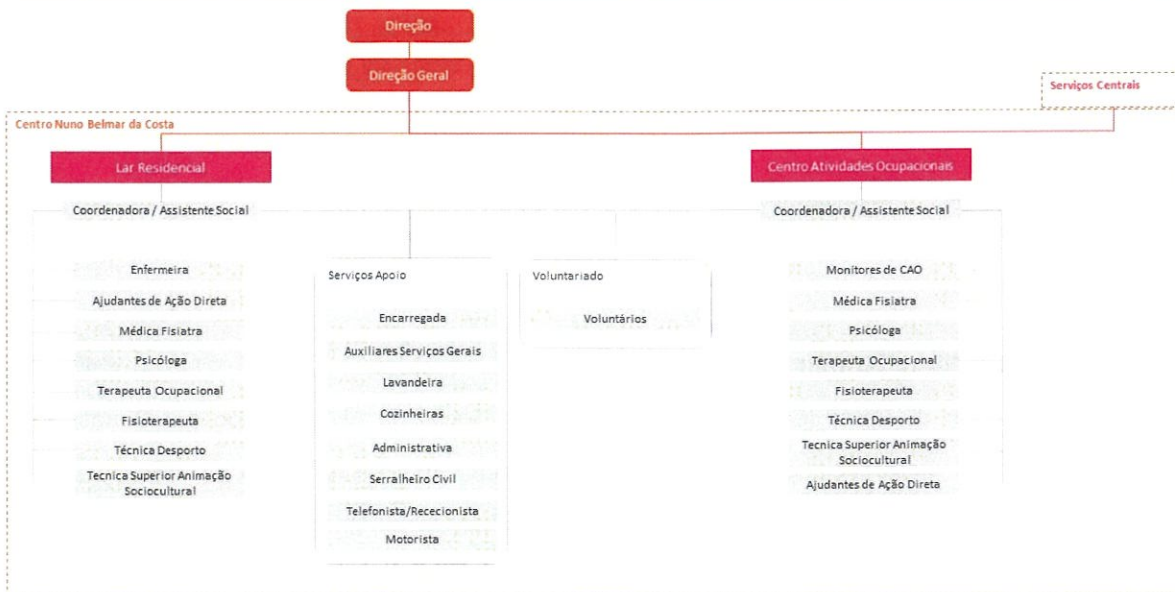 Direção
Direção Geral
Serviços Centrais
Centro Nuno Belmar da Costa
Lar Residencial
Centro Atividades Ocupacionais
Coordenadora / Assistente Social
Enfermeira
Ajudantes de Ação Direta
Médica Fisiatra
Psicóloga
Terapeuta Ocupacional
Fisioterapeuta
Técnica Desporto
Tecnica Superior Animação
Sociocultural
Serviços Apoio
Encarregada
Auxiliares Serviços Gerais
Lavandeira
Cozinheiras
Administrativa
Serralheiro Civil
Telefonista/Rececionista
Motorista
Voluntariado
Voluntários
Coordenadora / Assistente Social
Monitores de CAO
Médica Fisiatra
Psicóloga
Terapeuta Ocupacional
Fisioterapeuta
Técnica Desporto
Tecnica Superior Animação
Sociocultural
Ajudantes de Ação Direta